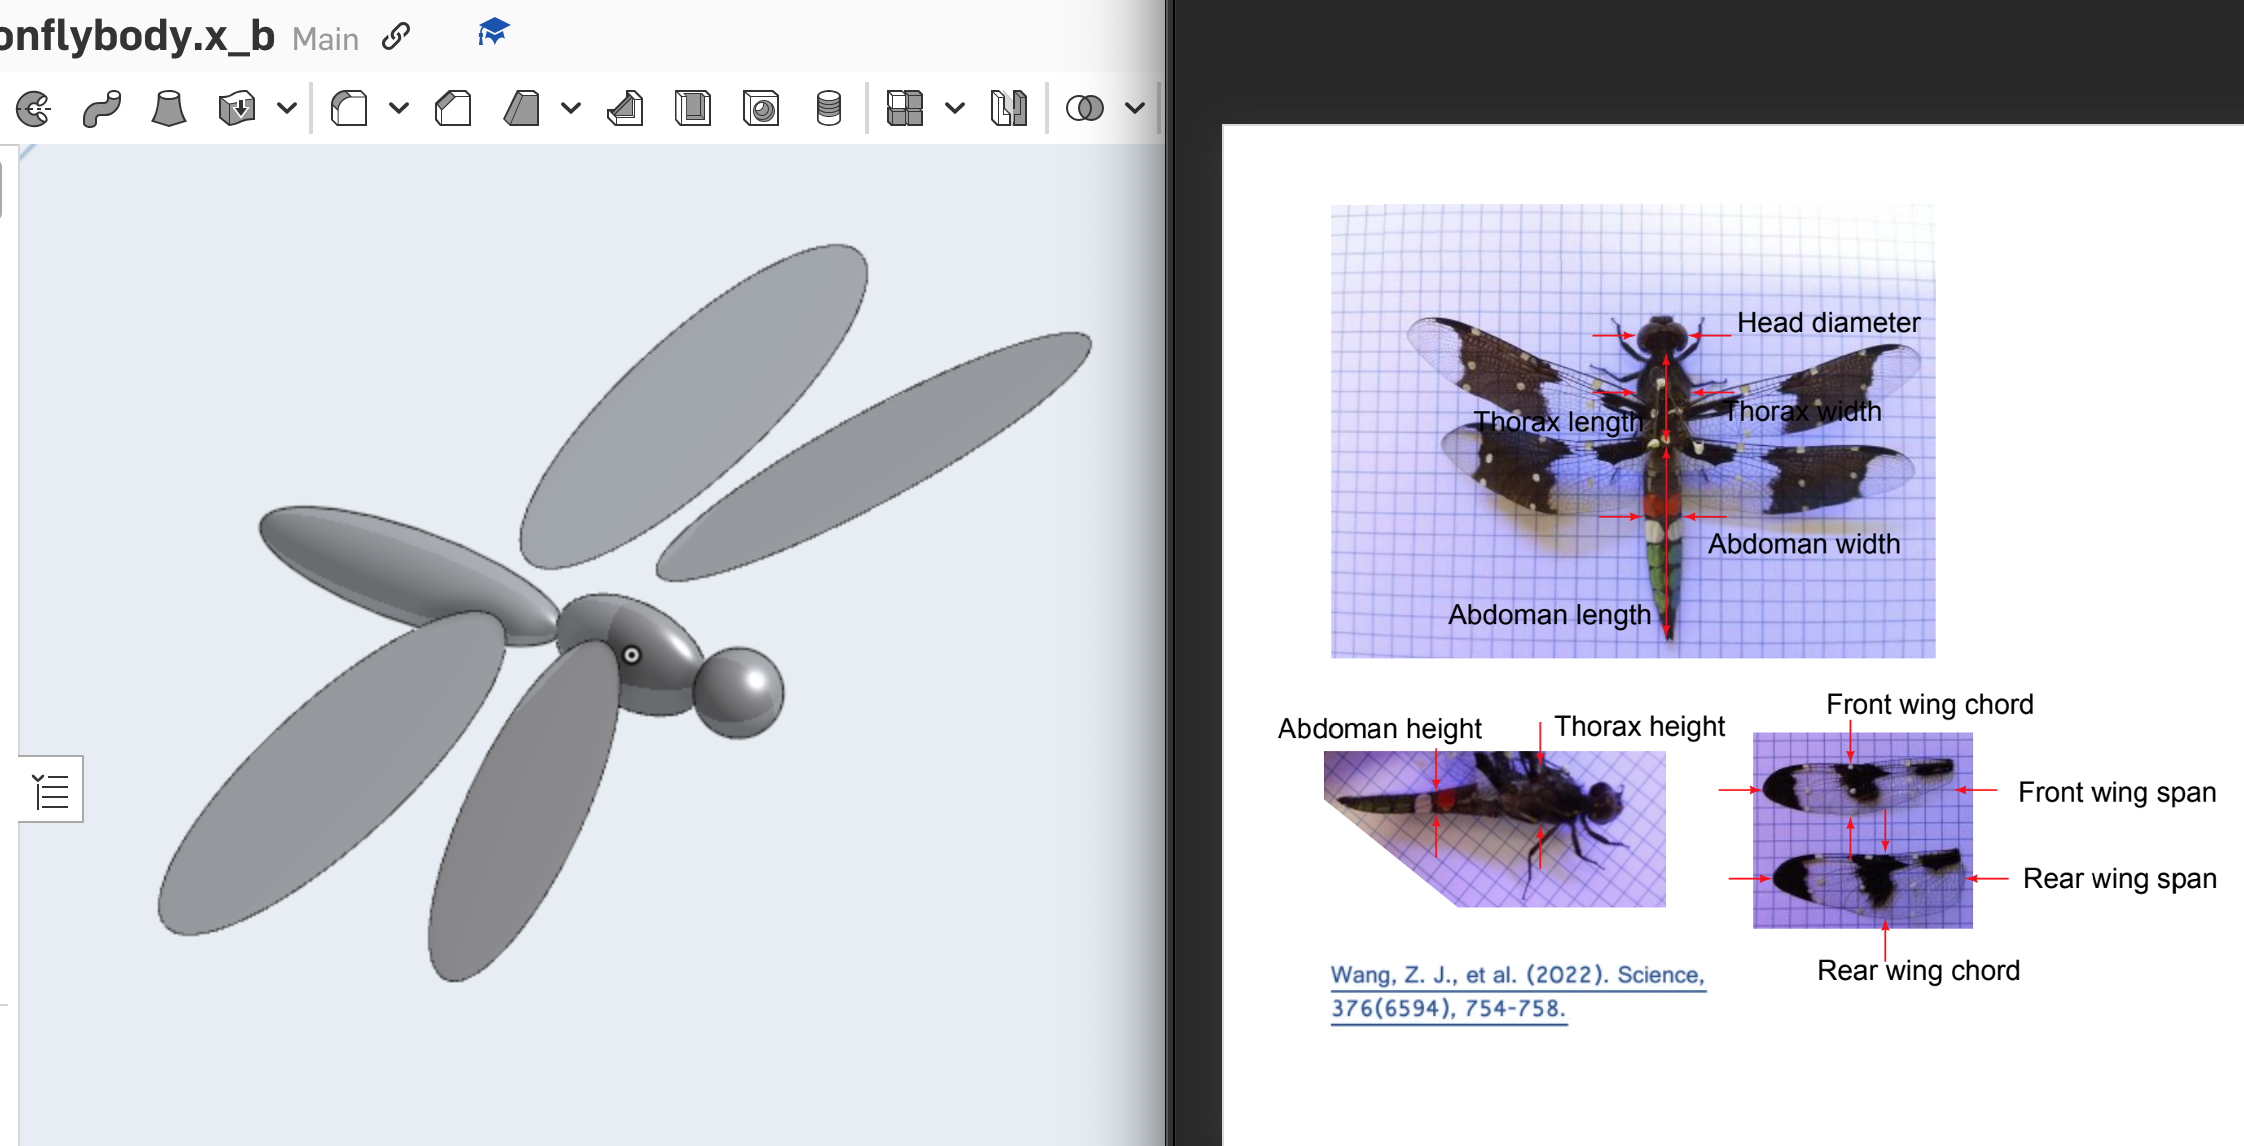 onflybody.x_b Main
Head diameter
Thorax length
Thorax width
Abdoman width
Abdoman length
Front wing chord
Abdoman height
Thorax height
Front wing span
Rear wing span
Rear wing chord
Wang, Z. J., et al. (2022). Science,
376(6594), 754-758.